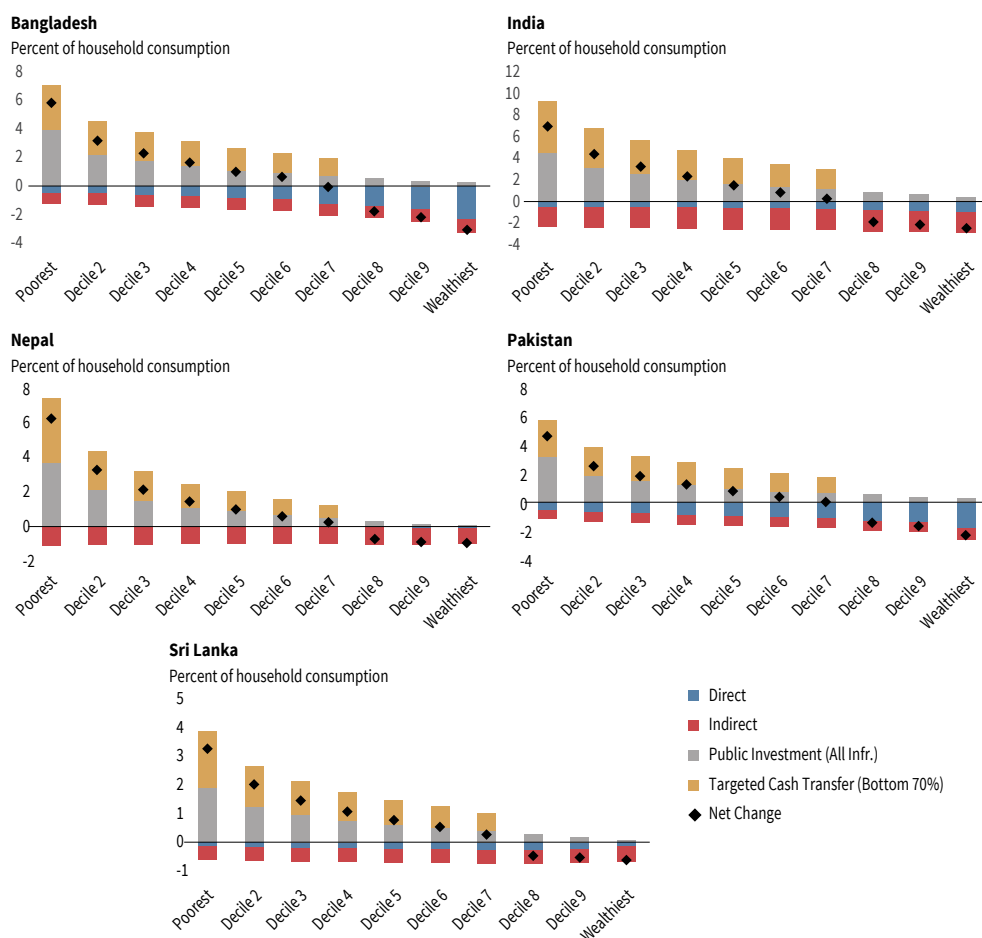 Bangladesh
Percent of household consumption
8
6
4
2
0
-2
-4
Poorest
Decile 2
Decile 3
Decile 4
Decile 5
Decile 6
Decile 7
Decile 8
Decile 9
Wealthiest
India
Percent of household consumption
12
10
8
6
4
2
0
-2
-4
Poorest
Decile 2
Decile 3
Decile 4
Decile 5
Decile 6
Decile 7
Decile 8
Decile 9
Wealthiest
Nepal
Percent of household consumption
8
6
4
2
0
-2
Poorest
Decile 2
Decile 3
Decile 4
Decile 5
Decile 6
Decile 7
Decile 8
Decile 9
Wealthiest
Pakistan
Percent of household consumption
8
6
4
2
0
-2
-4
Poorest
Decile 2
Decile 3
Decile 4
Decile 5
Decile 6
Decile 7
Decile 8
Decile 9
Wealthiest
Sri Lanka
Percent of household consumption
5
4
3
2
1
0
-1
Poorest
Decile 2
Decile 3
Decile 4
Decile 5
Decile 6
Decile 7
Decile 8
Decile 9
Wealthiest
Direct
Indirect
Public Investment (All Infr.)
Targeted Cash Transfer (Bottom 70%)
Net Change